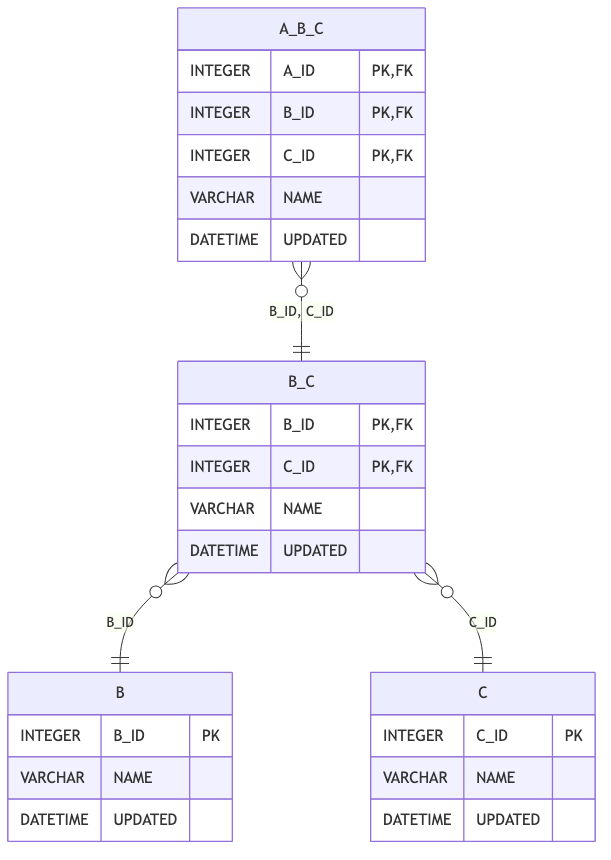 A_B_C
INTEGER A_ID PK,FK
INTEGER B_ID PK,FK
INTEGER C_ID PK,FK
VARCHAR NAME
DATETIME UPDATED
B_ID, C_ID
B_C
INTEGER B_ID PK,FK
INTEGER C_ID PK,FK
VARCHAR NAME
DATETIME UPDATED
B_ID
C_ID
B
INTEGER B_ID PK
VARCHAR NAME
DATETIME UPDATED
C
INTEGER C_ID PK
VARCHAR NAME
DATETIME UPDATED